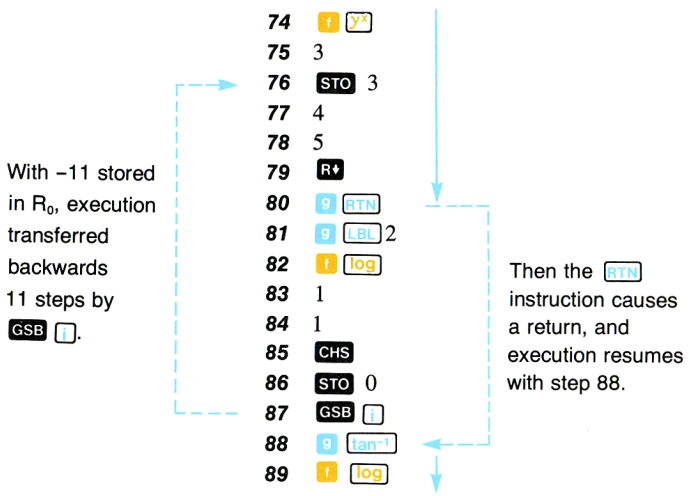 74 f yˣ
75 3
76 STO 3
77 4
78 5
79 R↓
80 g RTN
81 g LBL 2
82 f log
83 1
84 1
85 CHS
86 STO 0
87 GSB i
88 g tan⁻¹
89 f log
With –11 stored
in R₀, execution
transferred
backwards
11 steps by
GSB i.
Then the RTN
instruction causes
a return, and
execution resumes
with step 88.